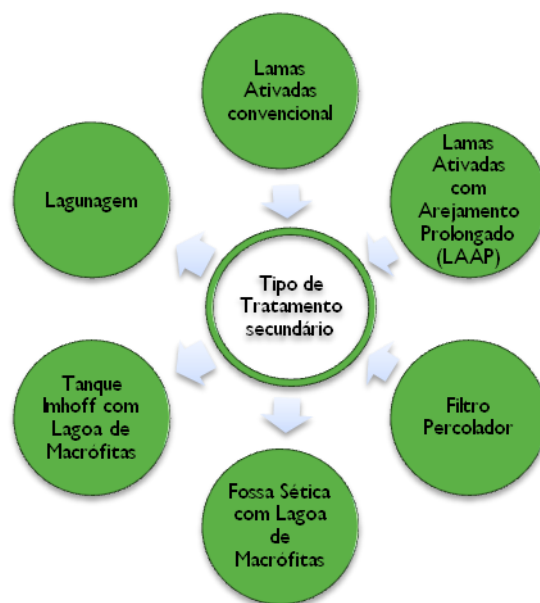 Lamas
Ativadas
convencional
Lamas
Ativadas
com
Arejamento
Prolongado
(LAAP)
Lagunagem
Tipo de
Tratamento
secundário
Tanque
Imhoff com
Lagoa de
Macrófitas
Filtro
Percolador
Fossa Sética
com Lagoa
de
Macrófitas